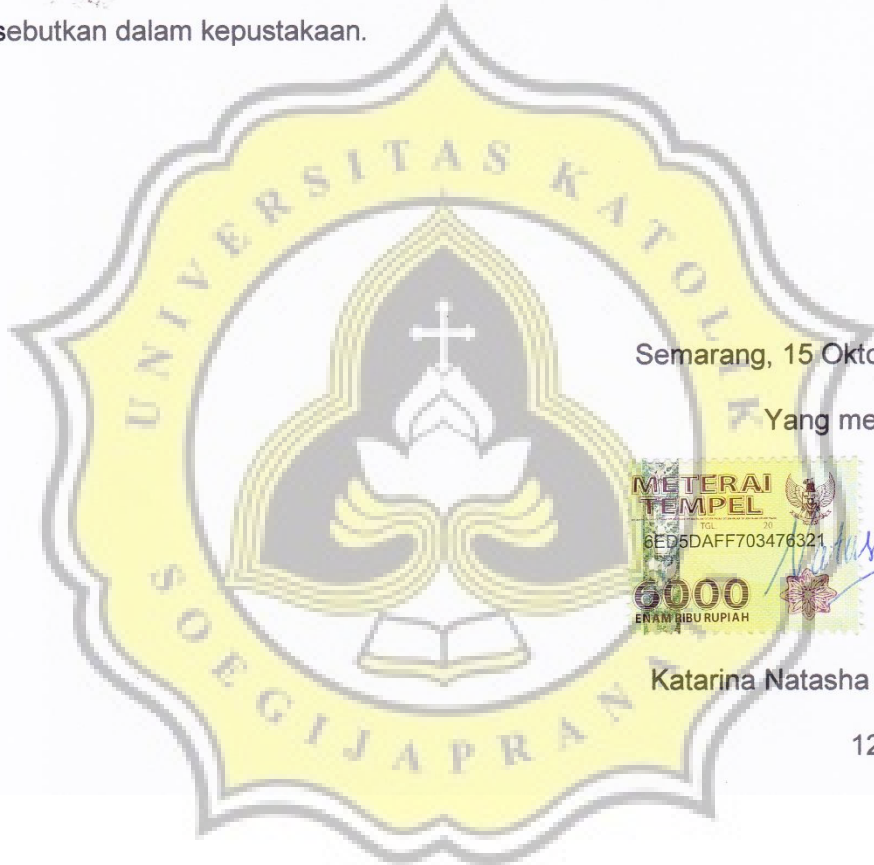 sebutkan dalam kepustakaan.
UNIVERSITAS KATOLIK
SOEGIJAPRANA
Semarang, 15 Okto
Yang me
METERAI
TEMPEL
TGL. 20
6ED5DAFF703476321
6000
ENAM RIBU RUPIAH
Katarina Natasha
12